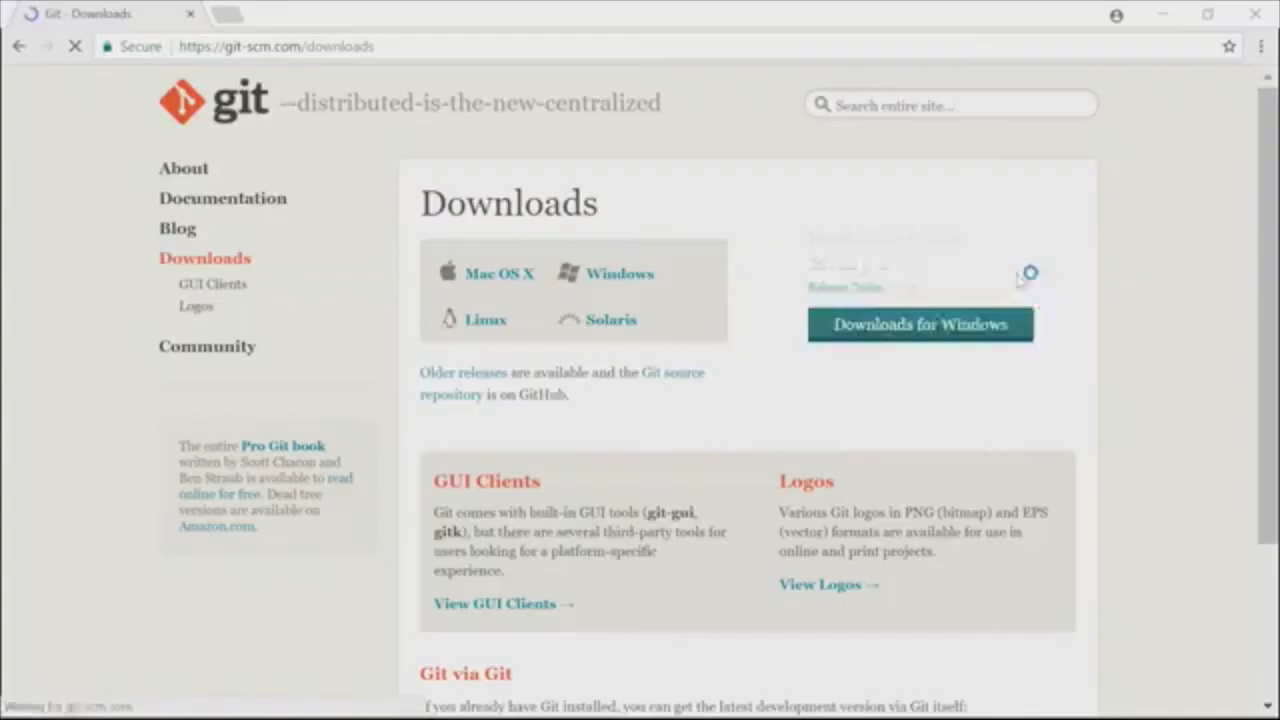 Git - Downloads
Secure
https://git-scm.com/downloads
git --distributed-is-the-new-centralized
Search entire site...
About
Documentation
Blog
Downloads
GUI Clients
Logos
Community
The entire Pro Git book
written by Scott Chacon and
Ben Straub is available to read
online for free. Dead tree
versions are available on
Amazon.com.
Downloads
Mac OS X
Windows
Linux
Solaris
Older releases are available and the Git source
repository is on GitHub.
Downloads for Windows
GUI Clients
Git comes with built-in GUI tools (git-gui,
gitk), but there are several third-party tools for
users looking for a platform-specific
experience.
View GUI Clients →
Logos
Various Git logos in PNG (bitmap) and EPS
(vector) formats are available for use in
online and print projects.
View Logos →
Git via Git
If you already have Git installed, you can get the latest development version via Git itself:
Waiting for git-scm.com